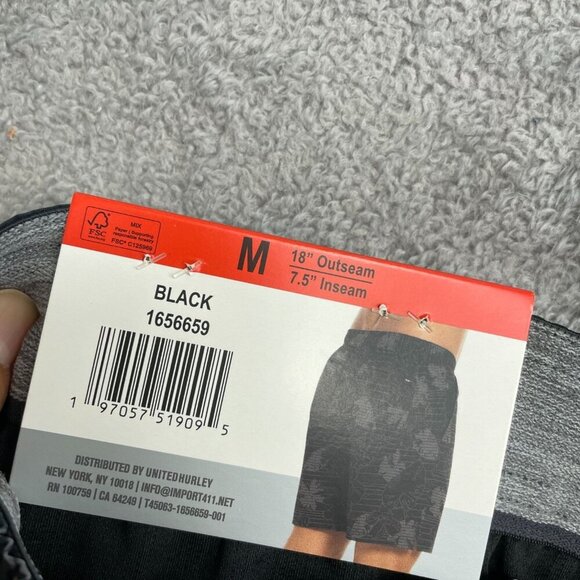 FSC
MIX
Paper | Supporting
responsible forestry
FSC® C125969
M
18" Outseam
7.5" Inseam
BLACK
1656659
1 97057 51909 5
DISTRIBUTED BY UNITEDHURLEY
NEW YORK, NY 10018 | INFO@IMPORT411.NET
RN 100759 | CA 64249 | T45063-1656659-001